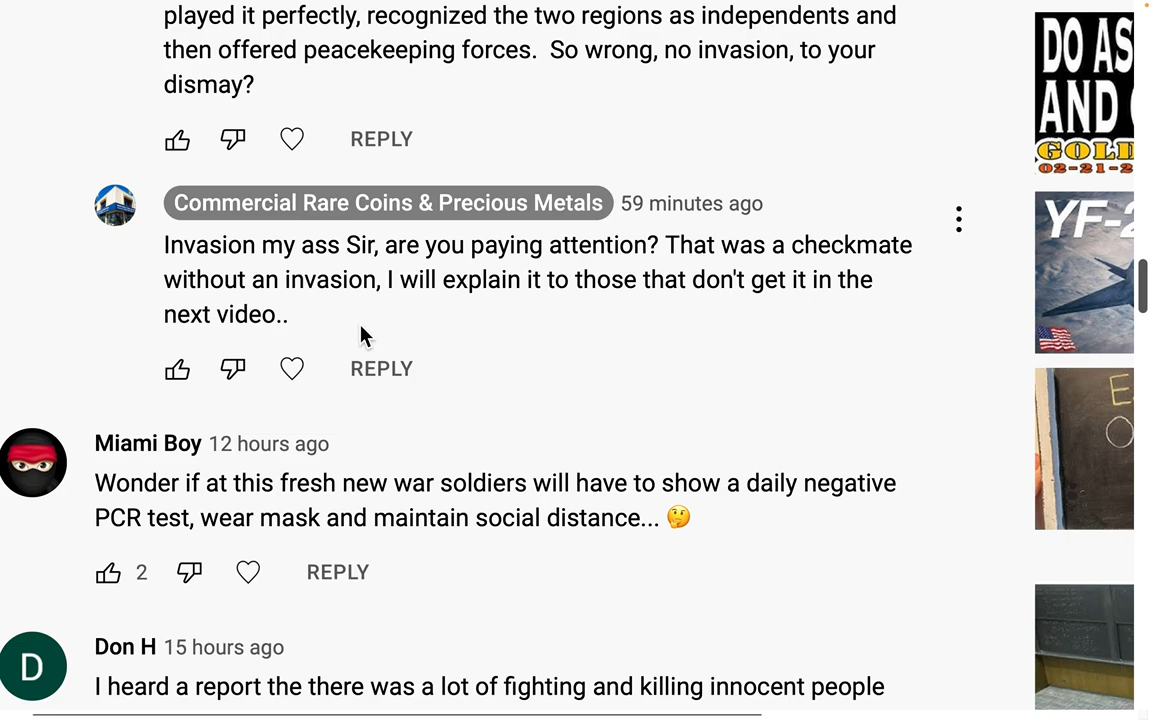 played it perfectly, recognized the two regions as independents and
then offered peacekeeping forces.  So wrong, no invasion, to your
dismay?
REPLY
Commercial Rare Coins & Precious Metals 59 minutes ago
Invasion my ass Sir, are you paying attention? That was a checkmate
without an invasion, I will explain it to those that don't get it in the
next video..
REPLY
Miami Boy 12 hours ago
Wonder if at this fresh new war soldiers will have to show a daily negative
PCR test, wear mask and maintain social distance... 🤔
2 REPLY
D
Don H 15 hours ago
I heard a report the there was a lot of fighting and killing innocent people
DO AS
AND
GOLD
02-21-2
YF-2
E